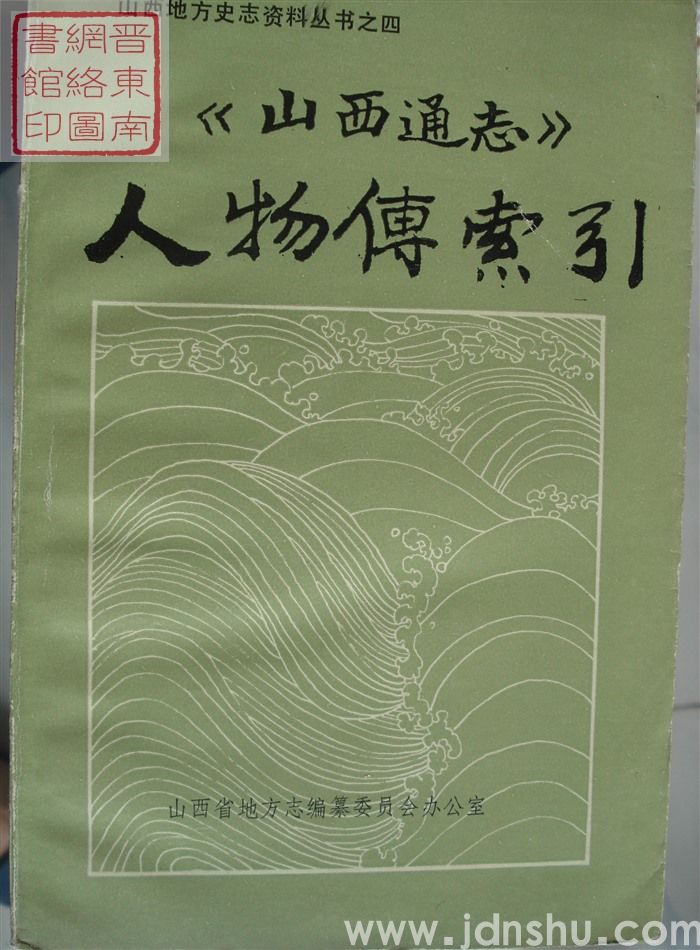 山西地方史志资料丛书之四
晋東南
網絡圖
書館印
《山西通志》
人物傳索引
山西省地方志编纂委员会办公室
www.jdnshu.com